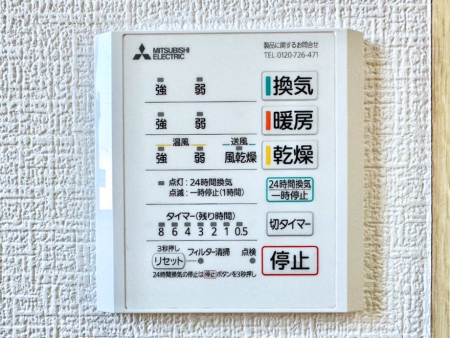 MITSUBISHI
ELECTRIC
製品に関するお問合せ
TEL 0120-726-471
強 弱 換気
強 弱 暖房
温風 送風
強 弱 風乾燥 乾燥
点灯：24時間換気
点滅：一時停止(1時間)
24時間換気
一時停止
タイマー(残り時間)
8 6 4 3 2 1 0.5
切タイマー
3秒押し
リセット フィルター清掃 点検
停止
24時間換気の停止は停止ボタンを3秒押し